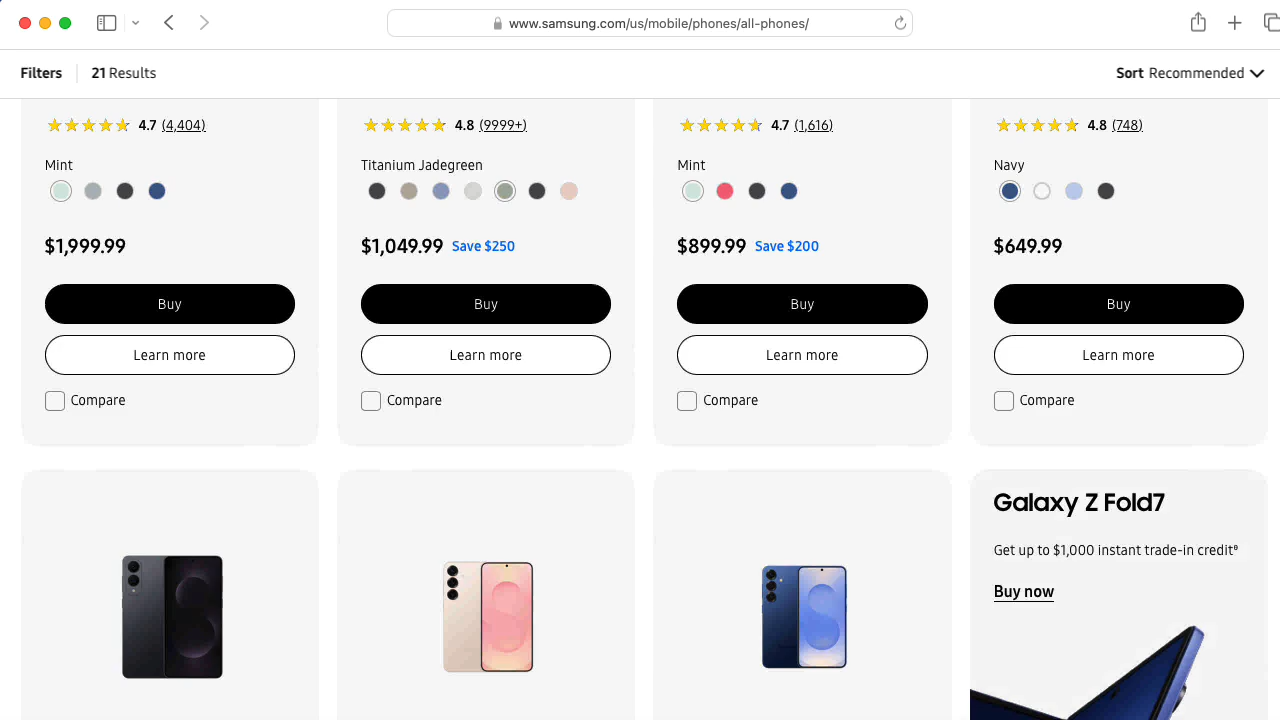 www.samsung.com/us/mobile/phones/all-phones/
Filters 21 Results Sort Recommended
4.7 (4,404)
Mint
$1,999.99
Buy
Learn more
Compare
4.8 (9999+)
Titanium Jadegreen
$1,049.99 Save $250
Buy
Learn more
Compare
4.7 (1,616)
Mint
$899.99 Save $200
Buy
Learn more
Compare
4.8 (748)
Navy
$649.99
Buy
Learn more
Compare
Galaxy Z Fold7
Get up to $1,000 instant trade-in credit⁹
Buy now